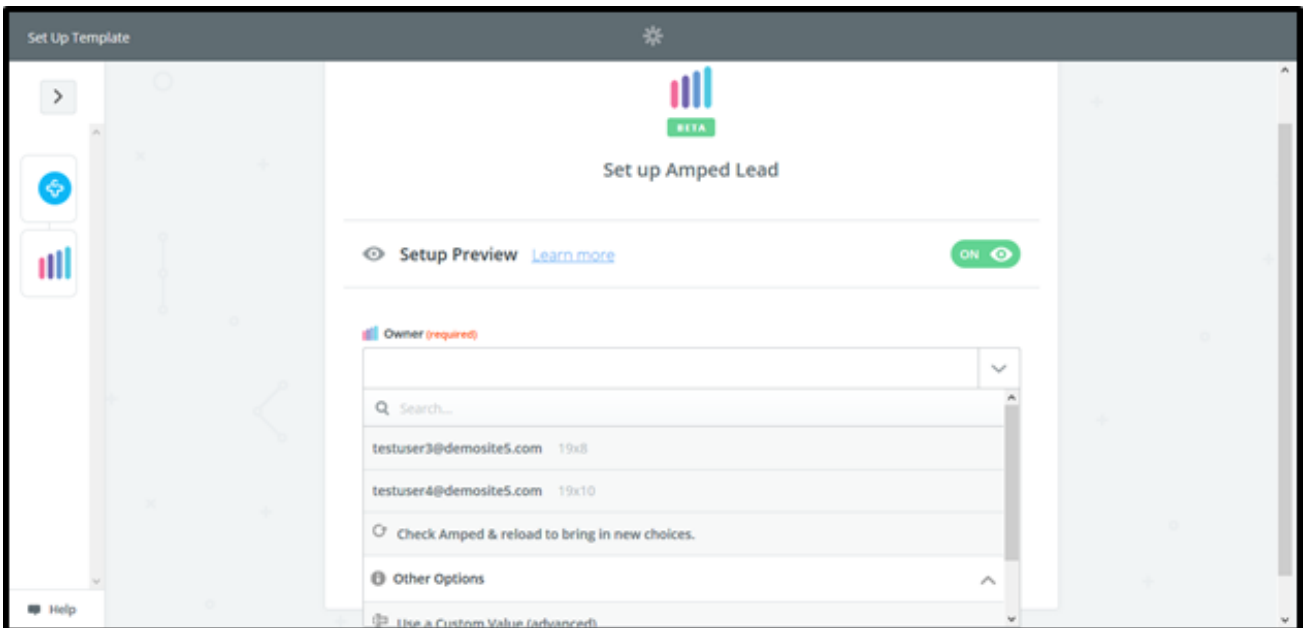 Set Up Template
BETA
Set up Amped Lead
Setup Preview Learn more
ON
Owner (required)
Search...
testuser3@demosite5.com 19x8
testuser4@demosite5.com 19x10
Check Amped & reload to bring in new choices.
Other Options
Use a Custom Value (advanced)
Help